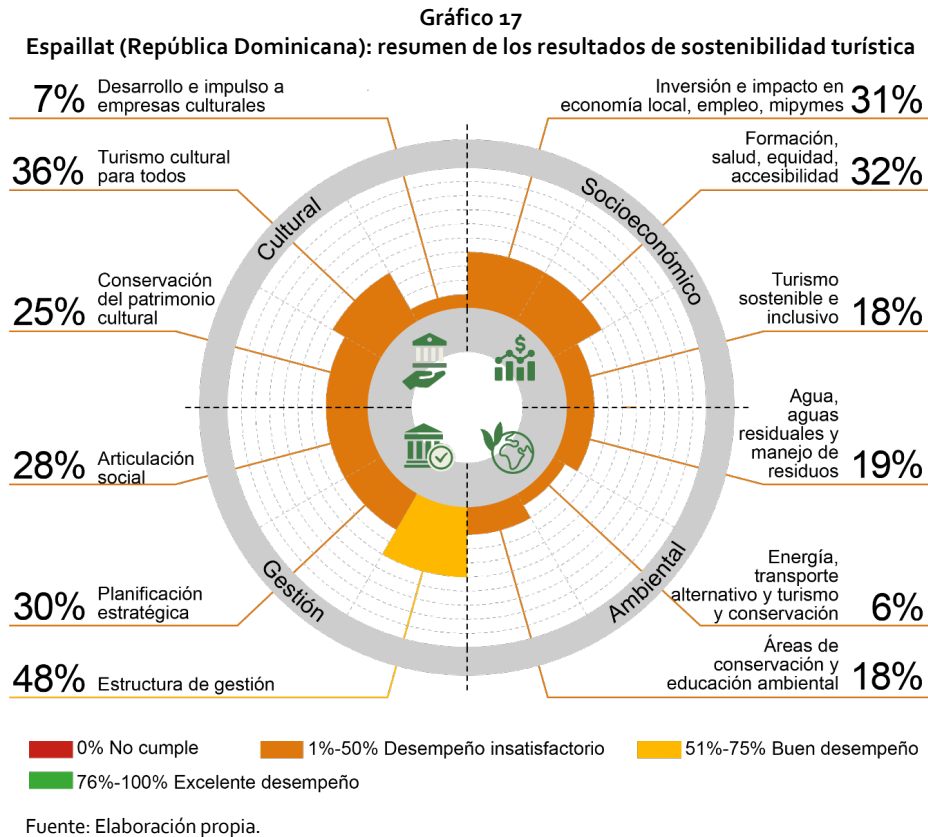 Gráfico 17
Espaillat (República Dominicana): resumen de los resultados de sostenibilidad turística
7% Desarrollo e impulso a
empresas culturales
36% Turismo cultural
para todos
25% Conservación
del patrimonio
cultural
28% Articulación
social
30% Planificación
estratégica
48% Estructura de gestión
Inversión e impacto en
economía local, empleo, mipymes 31%
Formación,
salud, equidad,
accesibilidad 32%
Turismo
sostenible e
inclusivo 18%
Agua,
aguas
residuales y
manejo de
residuos 19%
Energía,
transporte
alternativo y turismo
y conservación 6%
Áreas de
conservación y
educación ambiental 18%
Cultural
Socioeconómico
Gestión
Ambiental
$
0% No cumple
1%-50% Desempeño insatisfactorio
51%-75% Buen desempeño
76%-100% Excelente desempeño
Fuente: Elaboración propia.